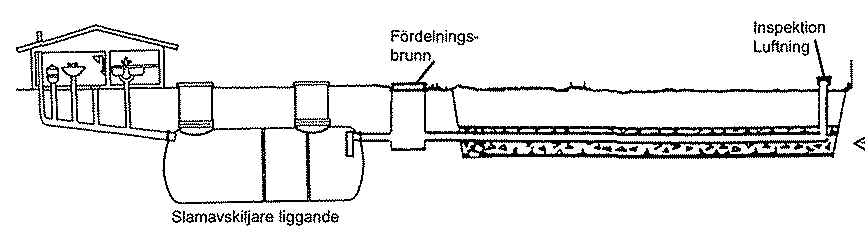 Fördelnings-
brunn
Inspektion
Luftning
Slamavskiljare liggande